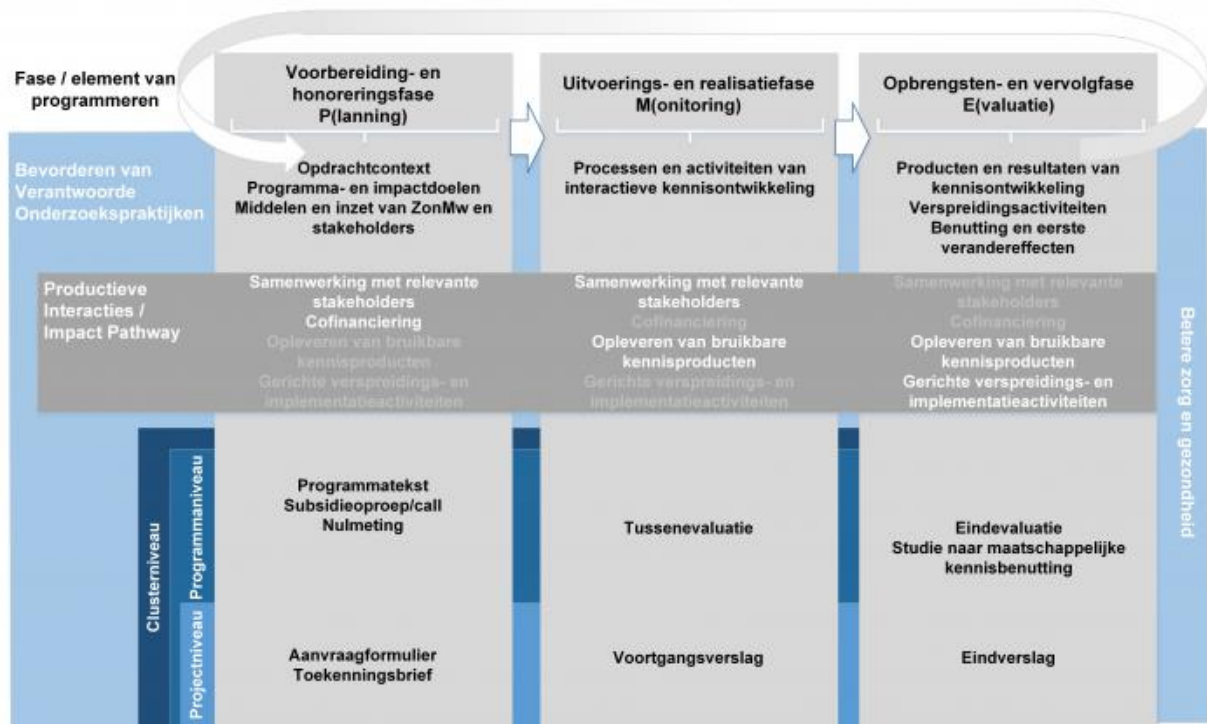 Fase / element van
programmeren
Voorbereiding- en
honoreringsfase
P(lanning)
Uitvoerings- en realisatiefase
M(onitoring)
Opbrengsten- en vervolgfase
E(valuatie)
Bevorderen van
Verantwoorde
Onderzoekspraktijken
Opdrachtcontext
Programma- en impactdoelen
Middelen en inzet van ZonMw en
stakeholders
Processen en activiteiten van
interactieve kennisontwikkeling
Producten en resultaten van
kennisontwikkeling
Verspreidingsactiviteiten
Benutting en eerste
verandereffecten
Productieve
Interacties /
Impact Pathway
Samenwerking met relevante
stakeholders
Cofinanciering
Opleveren van bruikbare
kennisproducten
Gerichte verspreidings- en
implementatieactiviteiten
Samenwerking met relevante
stakeholders
Cofinanciering
Opleveren van bruikbare
kennisproducten
Gerichte verspreidings- en
implementatieactiviteiten
Samenwerking met relevante
stakeholders
Cofinanciering
Opleveren van bruikbare
kennisproducten
Gerichte verspreidings- en
implementatieactiviteiten
Betere zorg en gezondheid
Clusterniveau
Programmaniveau
Programmatekst
Subsidieoproep/call
Nulmeting
Tussenevaluatie
Eindevaluatie
Studie naar maatschappelijke
kennisbenutting
Projectniveau
Aanvraagformulier
Toekenningsbrief
Voortgangsverslag
Eindverslag